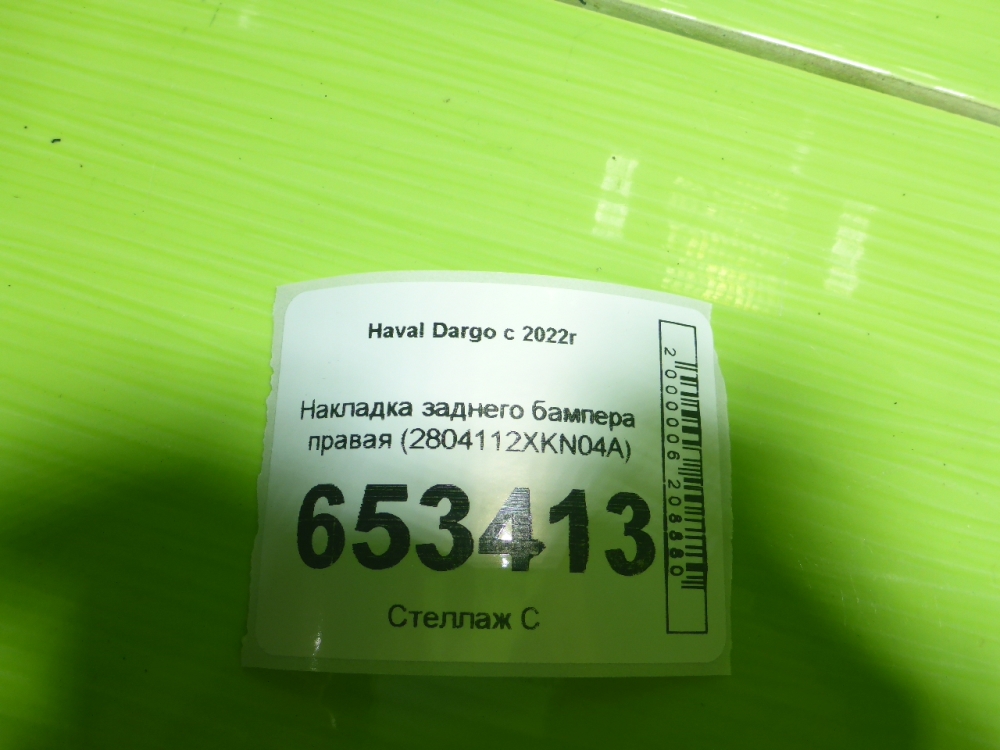 Haval Dargo с 2022г
Накладка заднего бампера
правая (2804112XKN04A)
653413
Стеллаж С
2000006208880